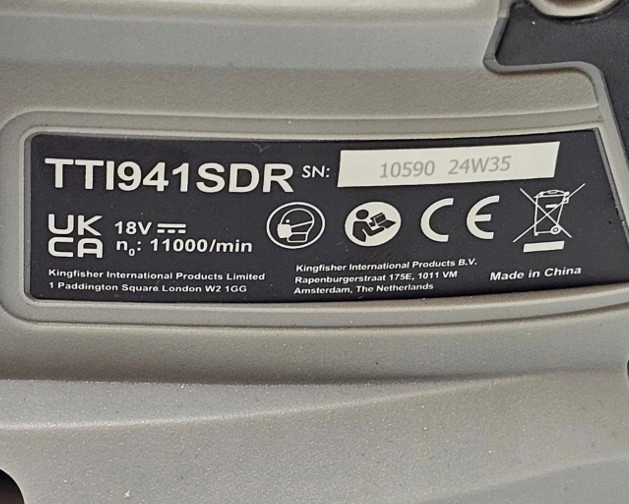 TTI941SDR SN: 10590 24W35
UK
CA
18V
n₀: 11000/min
CE
Kingfisher International Products Limited
1 Paddington Square London W2 1GG
Kingfisher International Products B.V.
Rapenburgerstraat 175E, 1011 VM
Amsterdam, The Netherlands
Made in China